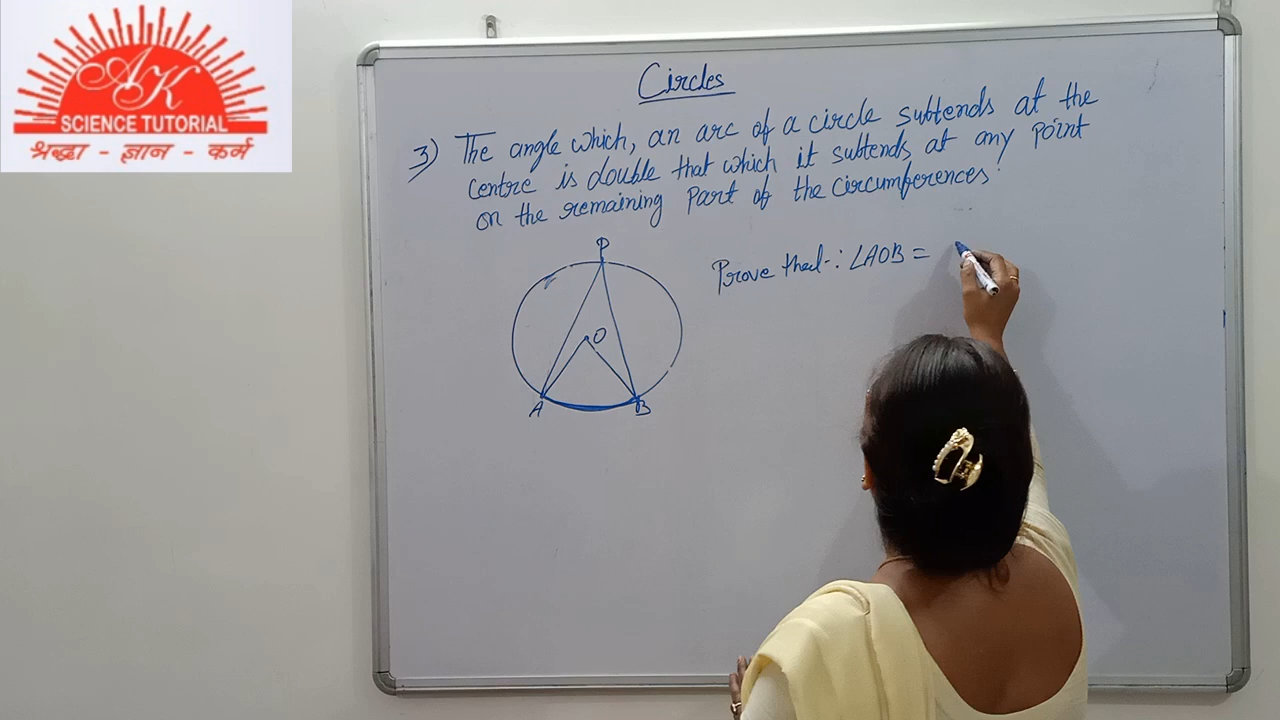 AK
SCIENCE TUTORIAL
श्रद्धा - ज्ञान - कर्म
Circles
3) The angle which, an arc of a circle subtends at the
centre is double that which it subtends at any point
on the remaining part of the circumferences.
P
Prove that :- ∠AOB =
O
A
B